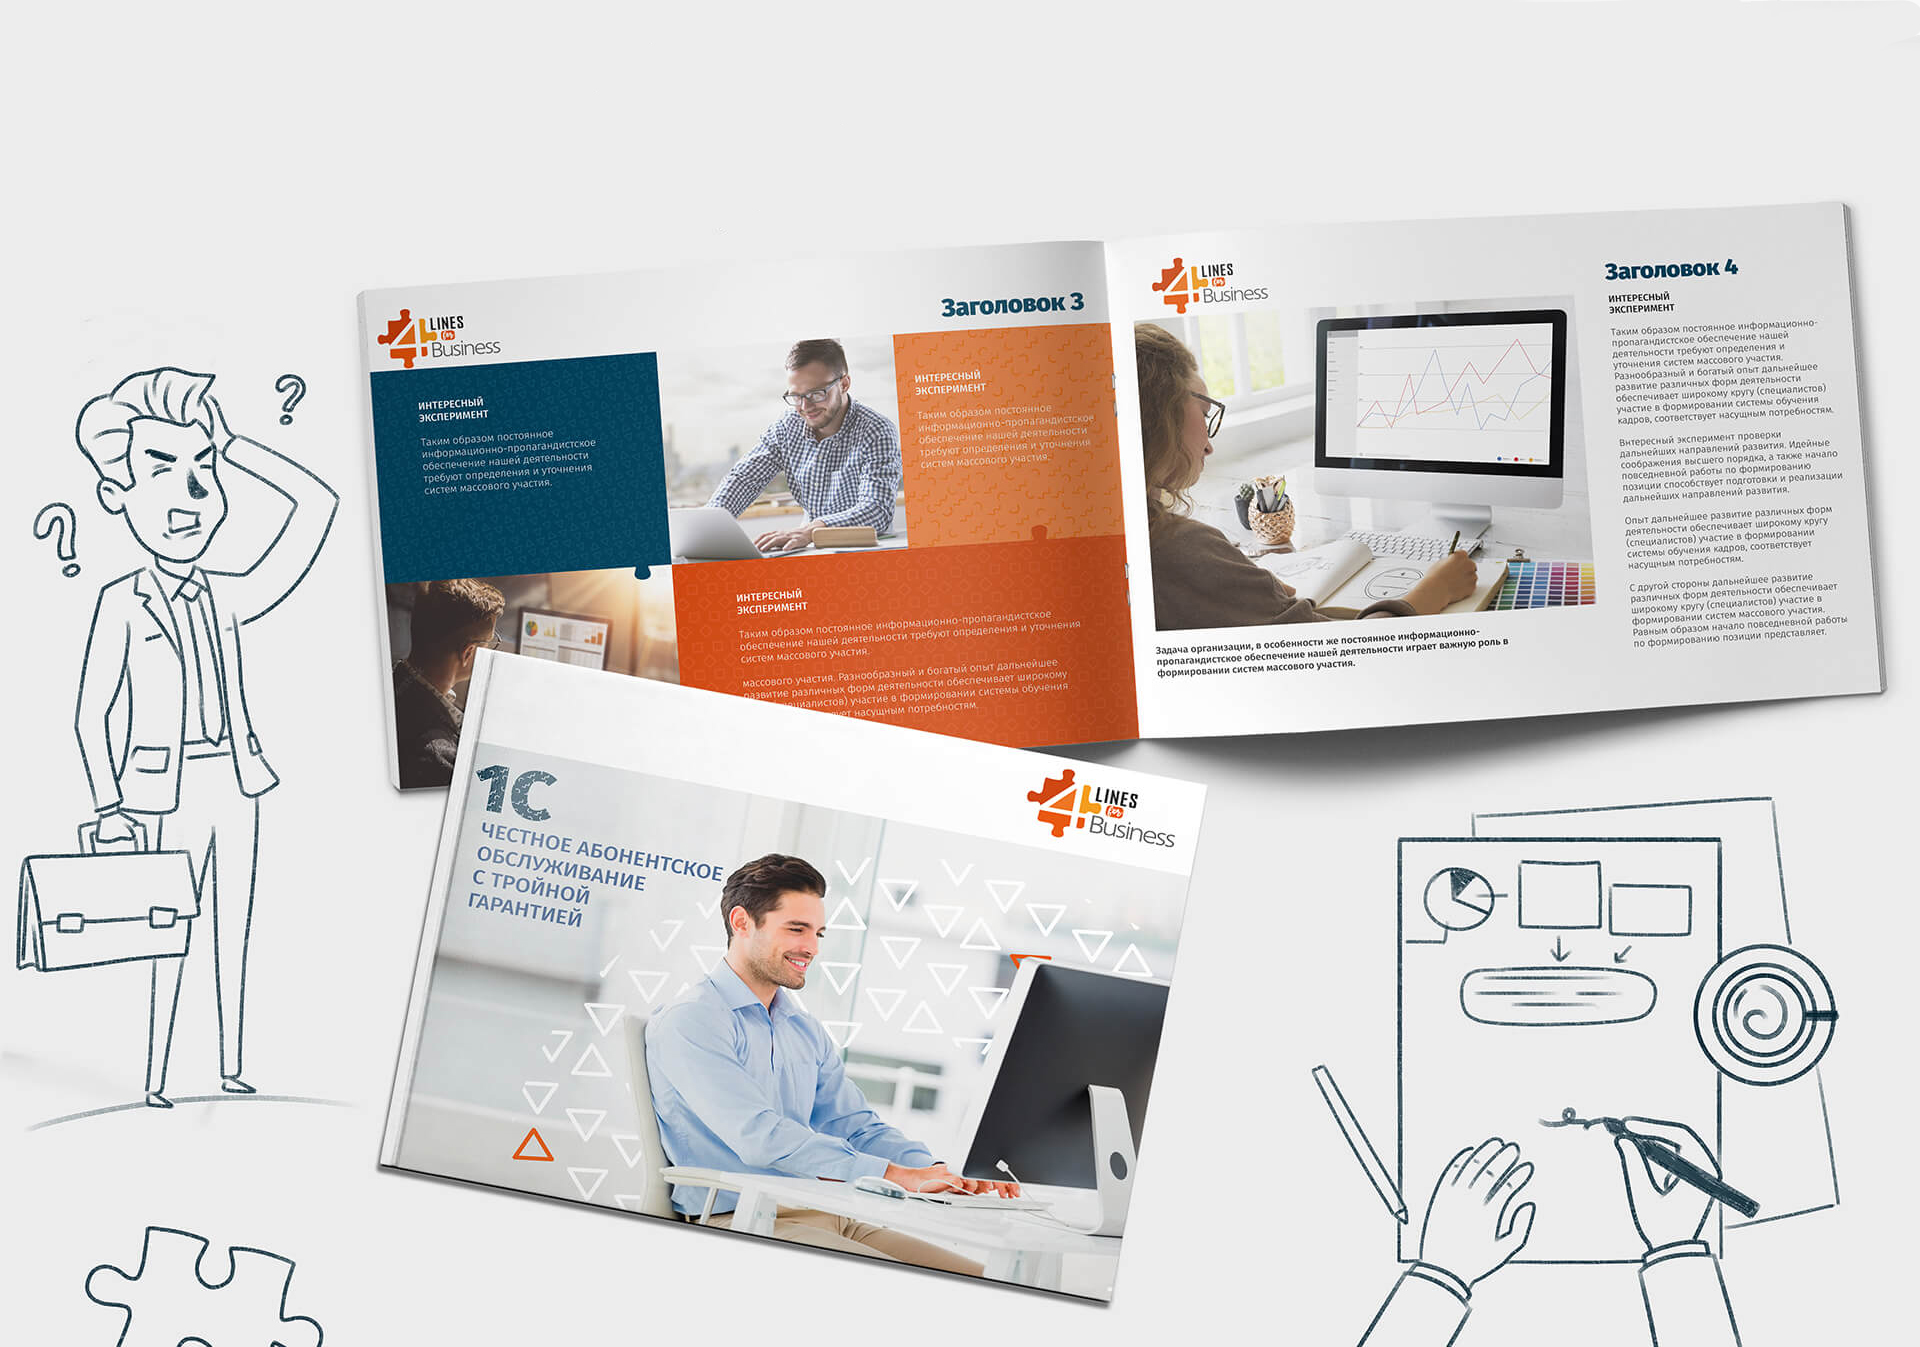 4 LINES
for
Business
Заголовок 3
ИНТЕРЕСНЫЙ
ЭКСПЕРИМЕНТ
Таким образом постоянное
информационно-пропагандистское
обеспечение нашей деятельности
требуют определения и уточнения
систем массового участия.
ИНТЕРЕСНЫЙ
ЭКСПЕРИМЕНТ
Таким образом постоянное
информационно-пропагандистское
обеспечение нашей деятельности
требуют определения и уточнения
систем массового участия.
ИНТЕРЕСНЫЙ
ЭКСПЕРИМЕНТ
Таким образом постоянное информационно-пропагандистское
обеспечение нашей деятельности требуют определения и уточнения
систем массового участия.
массового участия. Разнообразный и богатый опыт дальнейшее
развитие различных форм деятельности обеспечивает широкому
участие в формировании системы обучения
насущным потребностям.
4 LINES
for
Business
Заголовок 4
ИНТЕРЕСНЫЙ
ЭКСПЕРИМЕНТ
Таким образом постоянное информационно-
пропагандистское обеспечение нашей
деятельности требуют определения и
уточнения систем массового участия.
Разнообразный и богатый опыт дальнейшее
развитие различных форм деятельности
обеспечивает широкому кругу (специалистов)
участие в формировании системы обучения
кадров, соответствует насущным потребностям.
Внтересный эксперимент проверки
дальнейших направлений развития. Идейные
соображения высшего порядка, а также начало
повседневной работы по формированию
позиции способствует подготовки и реализации
дальнейших направлений развития.
Опыт дальнейшее развитие различных форм
деятельности обеспечивает широкому кругу
(специалистов) участие в формировании
системы обучения кадров, соответствует
насущным потребностям.
С другой стороны дальнейшее развитие
различных форм деятельности обеспечивает
широкому кругу (специалистов) участие в
формировании систем массового участия.
Равным образом начало повседневной работы
по формированию позиции представляет.
Задача организации, в особенности же постоянное информационно-
пропагандистское обеспечение нашей деятельности играет важную роль в
формировании систем массового участия.
1С
ЧЕСТНОЕ АБОНЕНТСКОЕ
ОБСЛУЖИВАНИЕ
С ТРОЙНОЙ
ГАРАНТИЕЙ
4 LINES
for
Business